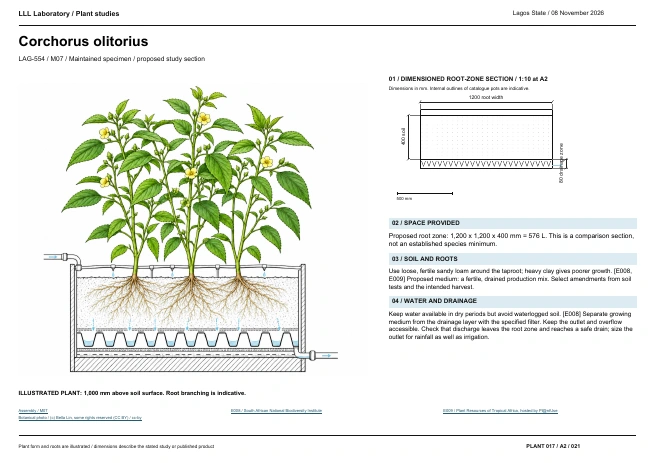 LLL Laboratory / Plant studies
Lagos State / 08 November 2026
Corchorus olitorius
LAG-554 / M07 / Maintained specimen / proposed study section
01 / DIMENSIONED ROOT-ZONE SECTION / 1:10 at A2
Dimensions in mm. Internal outlines of catalogue pots are indicative.
1200 root width
400 soil
80 drainage zone
500 mm
02 / SPACE PROVIDED
Proposed root zone: 1,200 x 1,200 x 400 mm = 576 L. This is a comparison section,
not an established species minimum.
03 / SOIL AND ROOTS
Use loose, fertile sandy loam around the taproot; heavy clay gives poorer growth. [E008,
E009] Proposed medium: a fertile, drained production mix. Select amendments from soil
tests and the intended harvest.
04 / WATER AND DRAINAGE
Keep water available in dry periods but avoid waterlogged soil. [E008] Separate growing
medium from the drainage layer with the specified filter. Keep the outlet and overflow
accessible. Check that discharge leaves the root zone and reaches a safe drain; size the
outlet for rainfall as well as irrigation.
ILLUSTRATED PLANT: 1,000 mm above soil surface. Root branching is indicative.
Assembly / M07
Botanical photo / (c) Bella Lin, some rights reserved (CC BY) / cc-by
E008 / South African National Biodiversity Institute
E009 / Plant Resources of Tropical Africa, hosted by
Plant form and roots are illustrated / dimensions describe the stated study or published product
PLANT 017 / A2 / 021